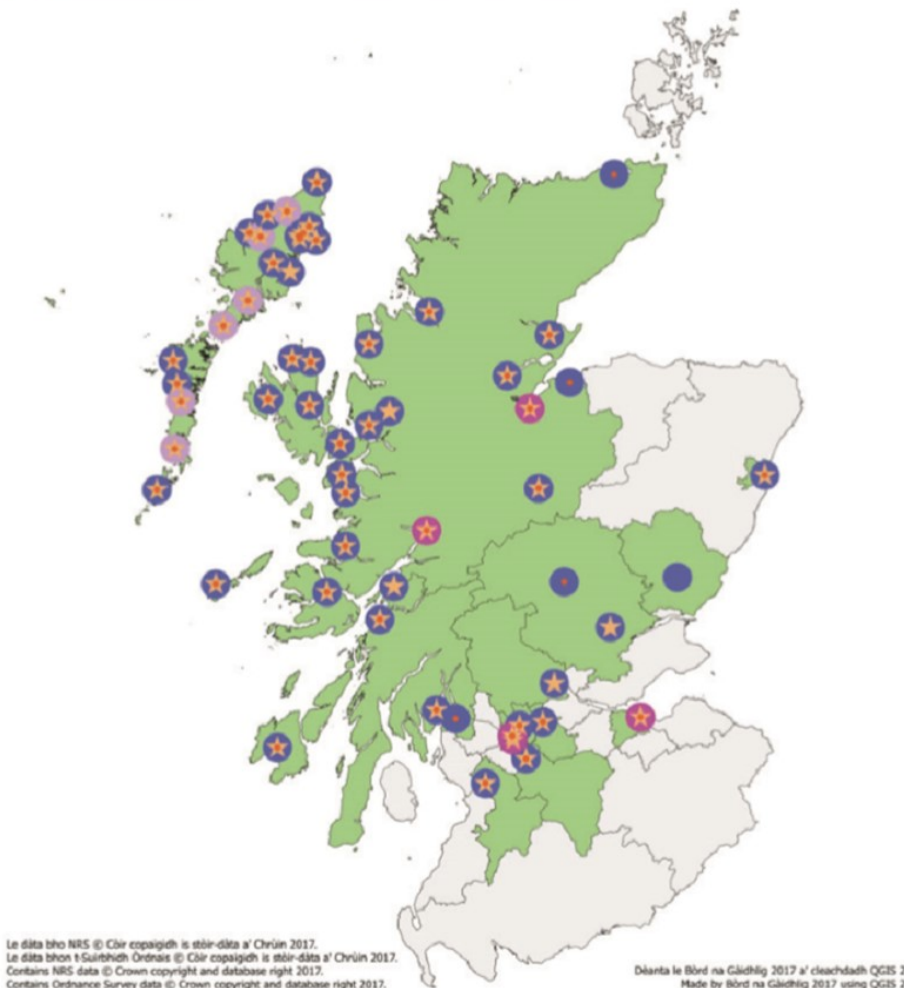 Le dàta bho NRS © Còir copaigidh is stòir-dàta a' Chrùin 2017.
Le dàta bhon t-Suirbhidh Òrdnais © Còir copaigidh is stòir-dàta a' Chrùin 2017.
Contains NRS data © Crown copyright and database right 2017.
Contains Ordnance Survey data © Crown copyright and database right 2017.
Dèanta le Bòrd na Gàidhlig 2017 a' cleachdadh QGIS 2
Made by Bòrd na Gàidhlig 2017 using QGIS 2